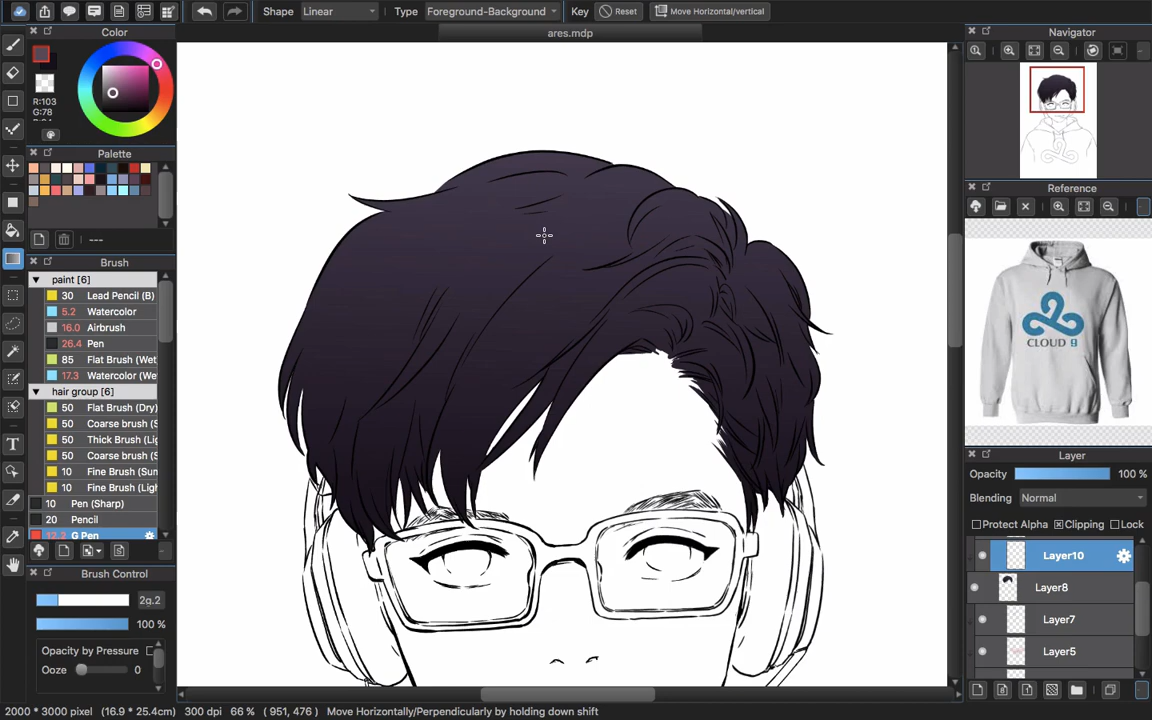 Shape Linear Type Foreground-Background Key Reset Move Horizontal/vertical
ares.mdp
Color
R:103
G:78
Palette
---
Brush
paint [6]
30 Lead Pencil (B)
5.2 Watercolor
16.0 Airbrush
26.4 Pen
85 Flat Brush (Wet
17.3 Watercolor (We
hair group [6]
50 Flat Brush (Dry)
50 Coarse brush (S
50 Thick Brush (Lig
50 Coarse brush (S
10 Fine Brush (Sun
10 Fine Brush (Ligh
10 Pen (Sharp)
20 Pencil
12.2 G Pen
T
Brush Control
2g.2
100 %
Opacity by Pressure
Ooze 0
Navigator
Reference
CLOUD 9
Layer
Opacity 100 %
Blending Normal
Protect Alpha Clipping Lock
Layer10
Layer8
Layer7
Layer5
2000 * 3000 pixel (16.9 * 25.4cm) 300 dpi 66 % ( 951, 476 ) Move Horizontally/Perpendicularly by holding down shift